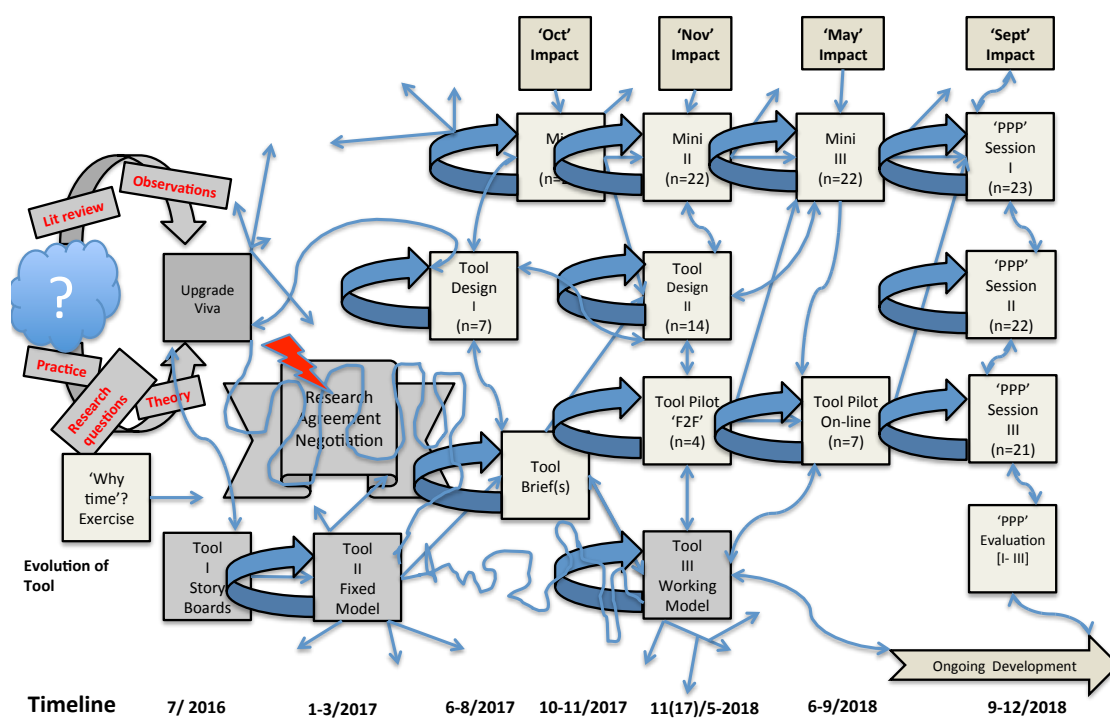 ‘Oct’
Impact
‘Nov’
Impact
‘May’
Impact
‘Sept’
Impact
Mini
II
(n=22)
Mini
III
(n=22)
‘PPP’
Session
I
(n=23)
Observations
Lit review
?
Practice
Research
questions
Theory
Upgrade
Viva
Tool
Design
I
(n=7)
Tool
Design
II
(n=14)
‘PPP’
Session
II
(n=22)
Research
Agreement
Negotiation
Tool
Brief(s)
Tool Pilot
‘F2F’
(n=4)
Tool Pilot
On-line
(n=7)
‘PPP’
Session
III
(n=21)
‘Why
time’?
Exercise
Evolution of
Tool
Tool
I
Story
Boards
Tool
II
Fixed
Model
Tool
III
Working
Model
‘PPP’
Evaluation
[I- III]
Ongoing Development
Timeline
7/ 2016
1-3/2017
6-8/2017
10-11/2017
11(17)/5-2018
6-9/2018
9-12/2018